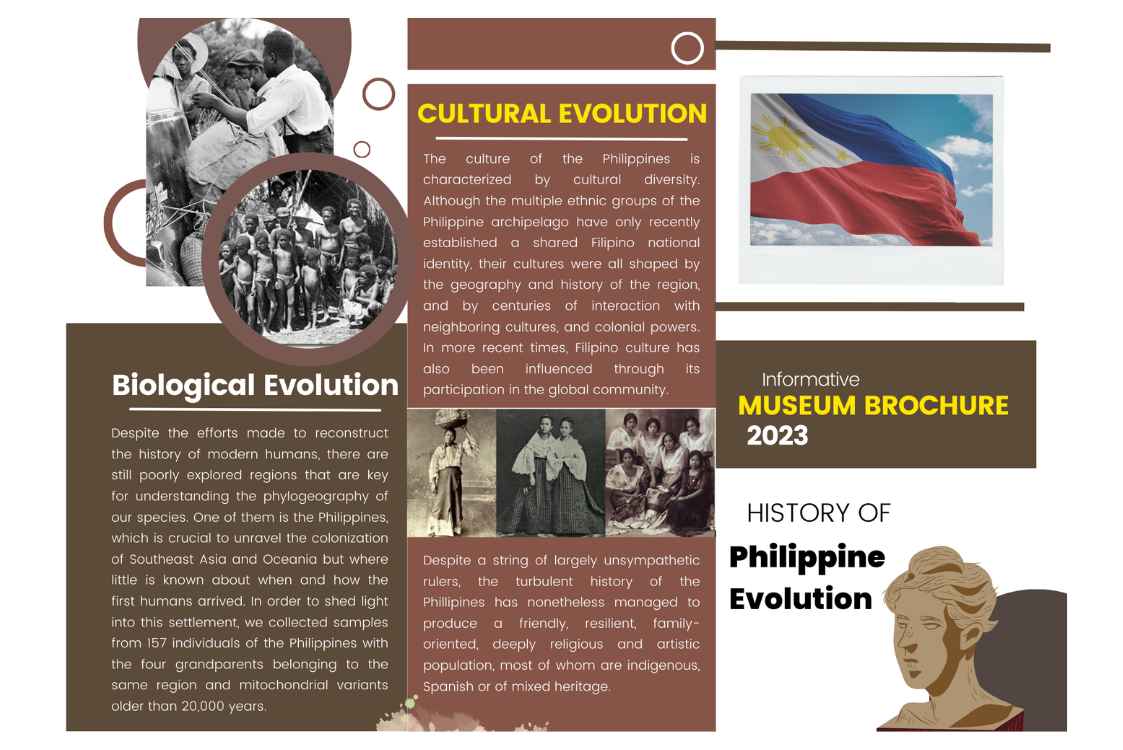 Biological Evolution
Despite the efforts made to reconstruct
the history of modern humans, there are
still poorly explored regions that are key
for understanding the phylogeography of
our species. One of them is the Philippines,
which is crucial to unravel the colonization
of Southeast Asia and Oceania but where
little is known about when and how the
first humans arrived. In order to shed light
into this settlement, we collected samples
from 157 individuals of the Philippines with
the four grandparents belonging to the
same region and mitochondrial variants
older than 20,000 years.
CULTURAL EVOLUTION
The culture of the Philippines is
characterized by cultural diversity.
Although the multiple ethnic groups of the
Philippine archipelago have only recently
established a shared Filipino national
identity, their cultures were all shaped by
the geography and history of the region,
and by centuries of interaction with
neighboring cultures, and colonial powers.
In more recent times, Filipino culture has
also been influenced through its
participation in the global community.
Despite a string of largely unsympathetic
rulers, the turbulent history of the
Phillipines has nonetheless managed to
produce a friendly, resilient, family-
oriented, deeply religious and artistic
population, most of whom are indigenous,
Spanish or of mixed heritage.
Informative
MUSEUM BROCHURE
2023
HISTORY OF
Philippine
Evolution